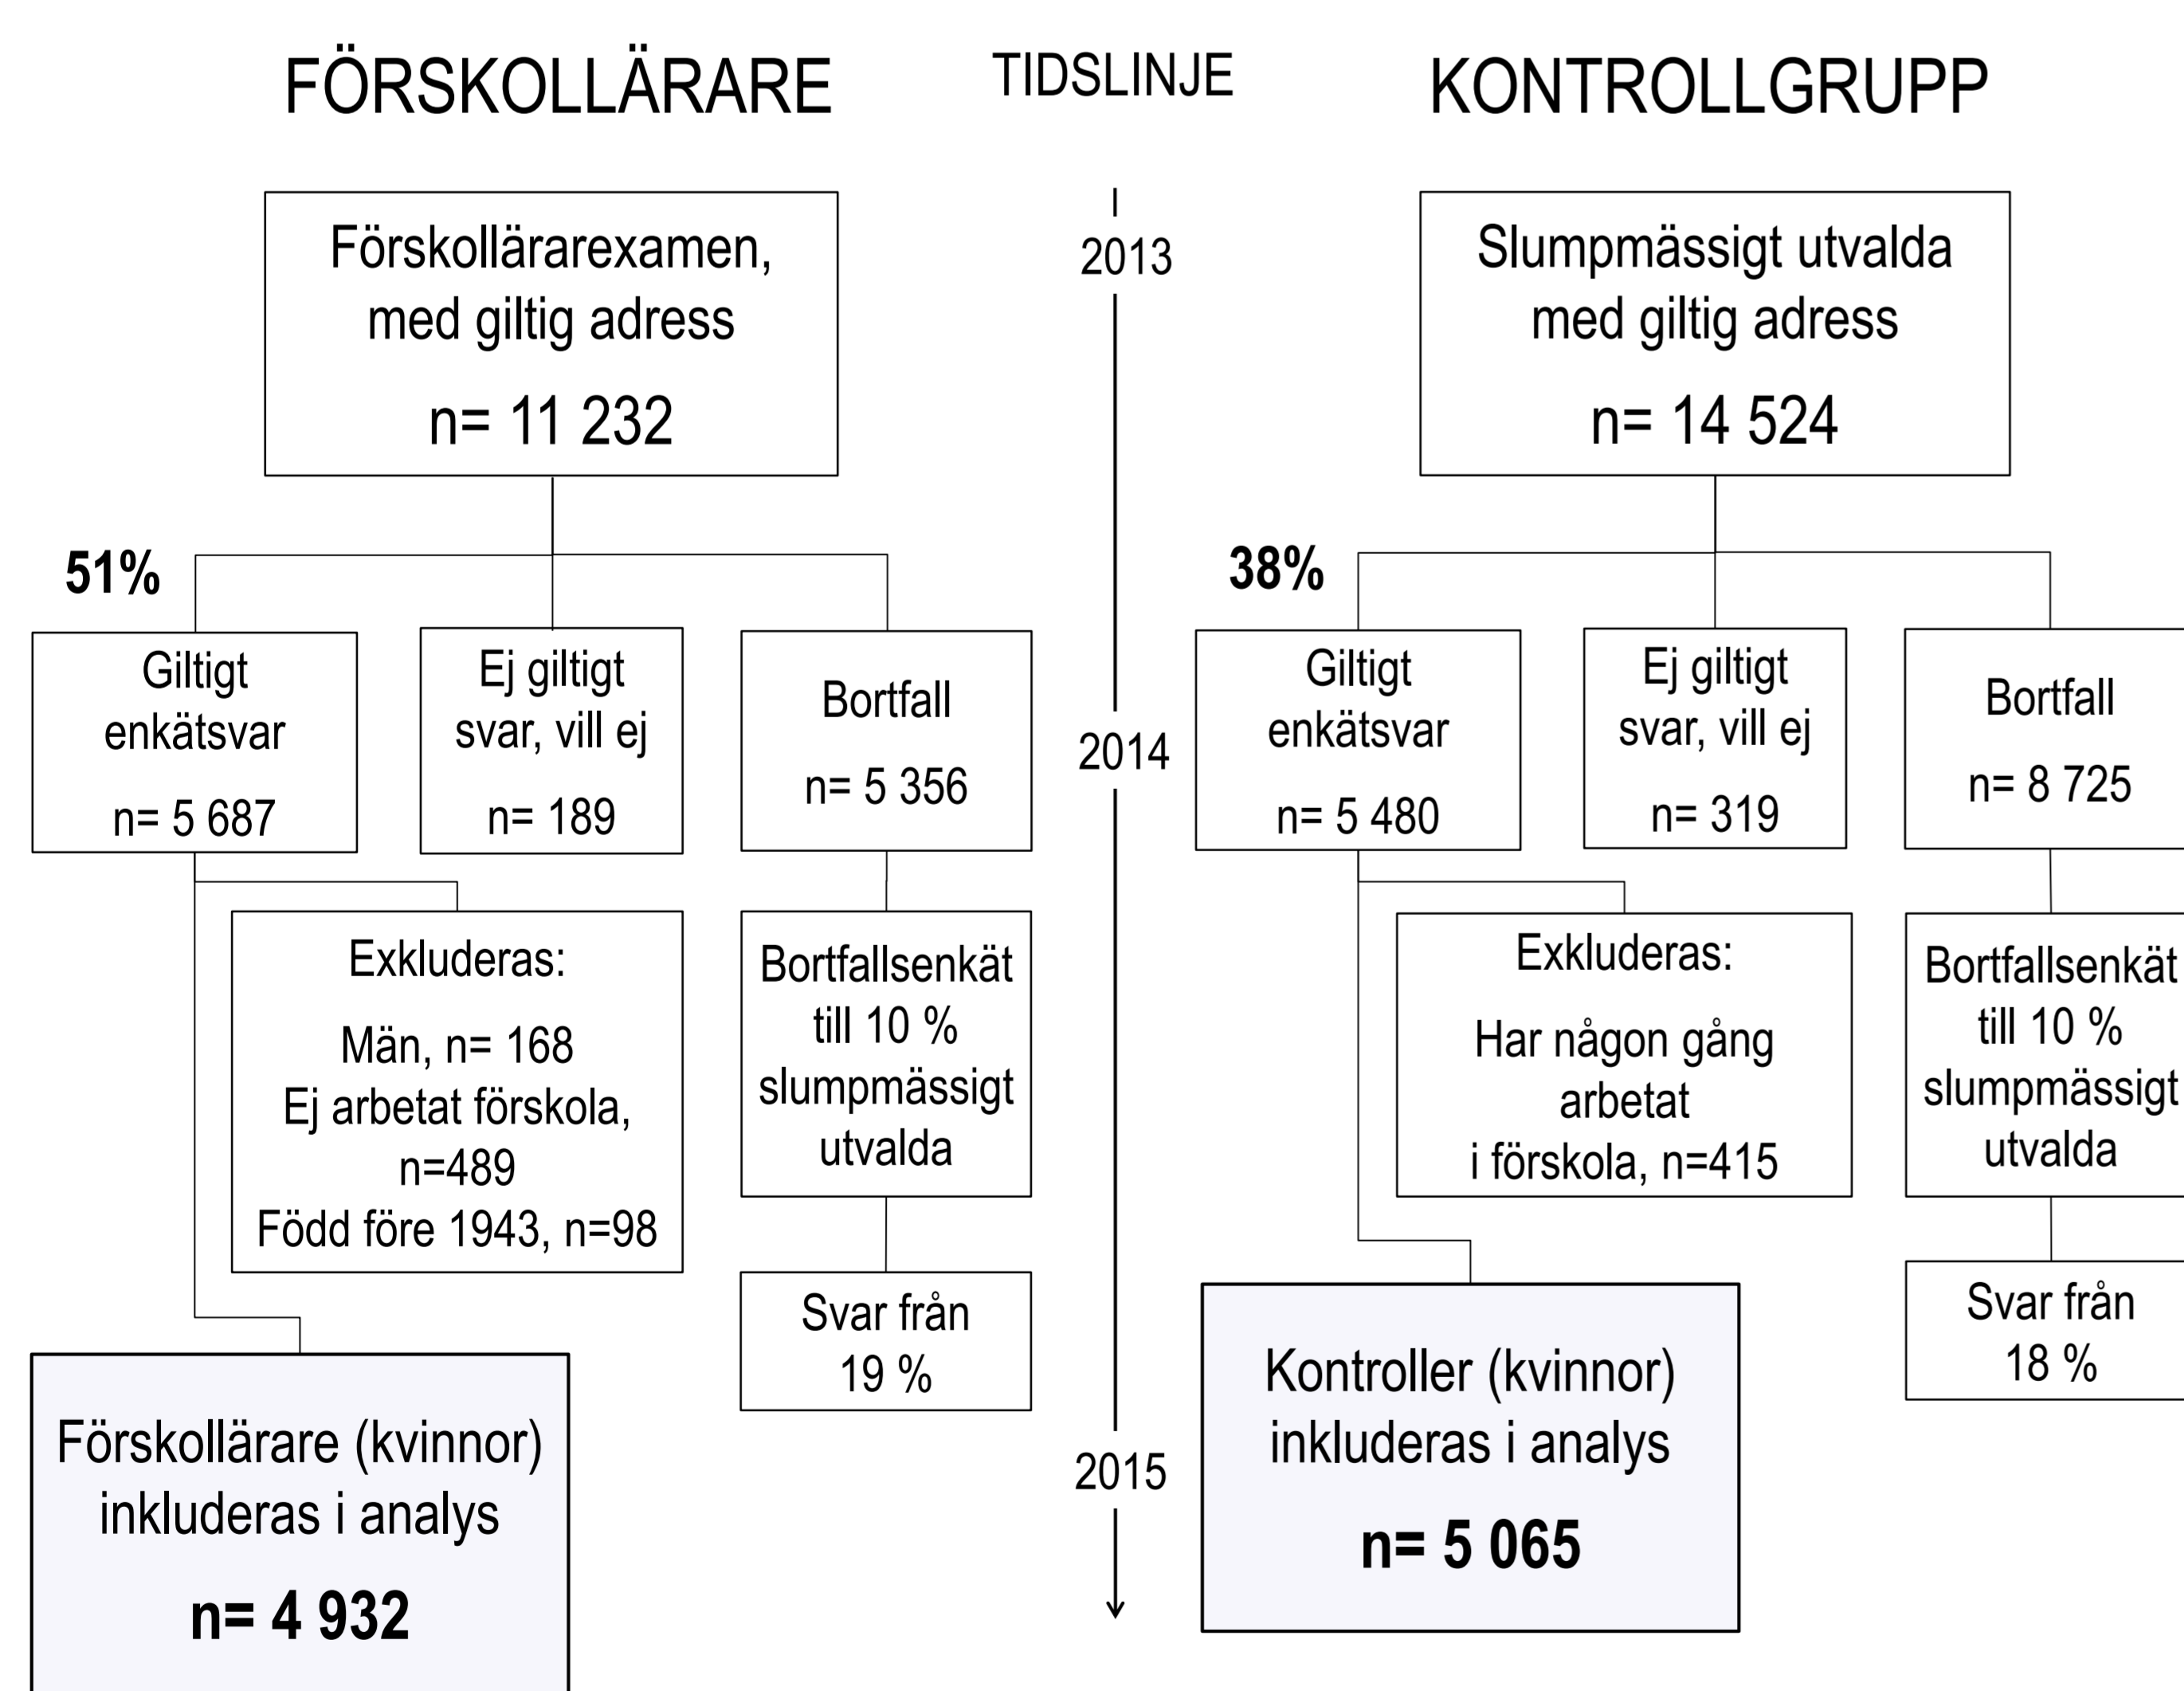 FÖRSKOLLÄRARE
TIDSLINJE
KONTROLLGRUPP
Förskollärarexamen,
med giltig adress
n= 11 232
2013
Slumpmässigt utvalda
med giltig adress
n= 14 524
51%
Giltigt
enkätsvar
n= 5 687
Ej giltigt
svar, vill ej
n= 189
Bortfall
n= 5 356
2014
38%
Giltigt
enkätsvar
n= 5 480
Ej giltigt
svar, vill ej
n= 319
Bortfall
n= 8 725
Exkluderas:
Män, n= 168
Ej arbetat förskola,
n=489
Född före 1943, n=98
Bortfallsenkät
till 10 %
slumpmässigt
utvalda
Exkluderas:
Har någon gång
arbetat
i förskola, n=415
Bortfallsenkät
till 10 %
slumpmässigt
utvalda
Svar från
19 %
Svar från
18 %
2015
Förskollärare (kvinnor)
inkluderas i analys
n= 4 932
Kontroller (kvinnor)
inkluderas i analys
n= 5 065